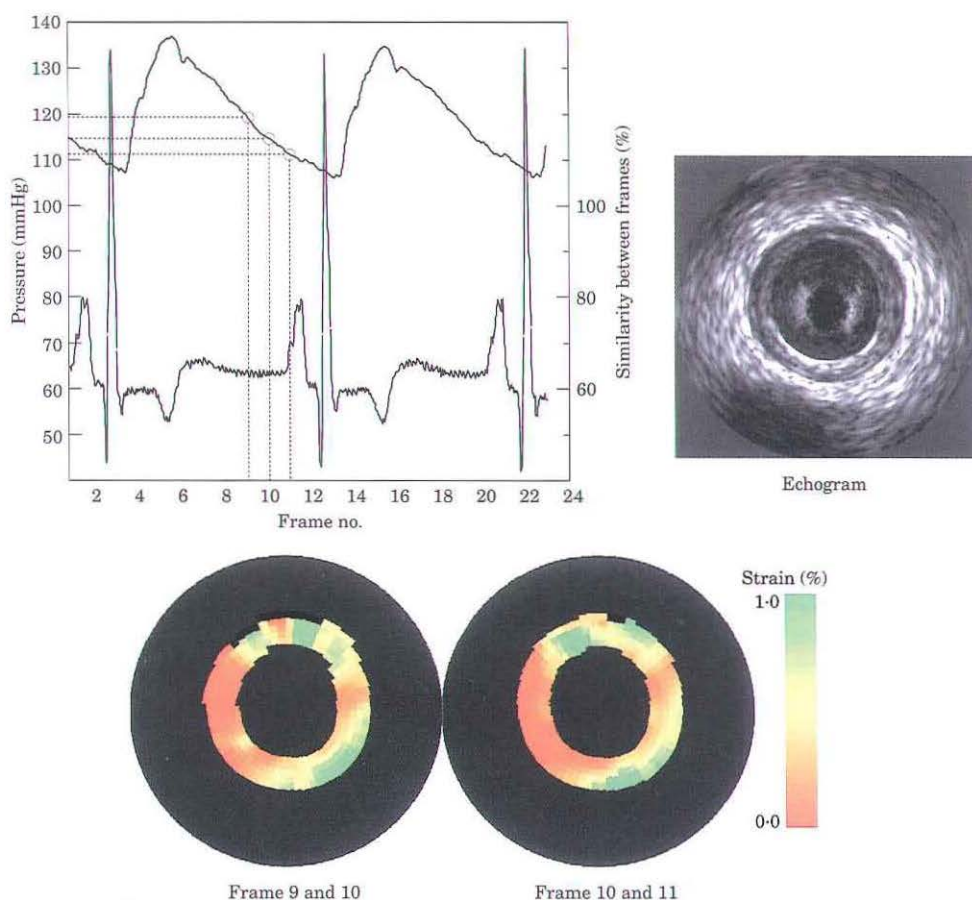 140
130
120
110
100
90
80
70
60
50
Pressure (mmHg)
100
80
60
Similarity between frames (%)
2 4 6 8 10 12 14 16 18 20 22 24
Frame no.
Echogram
Strain (%)
1·0
0·0
Frame 9 and 10
Frame 10 and 11